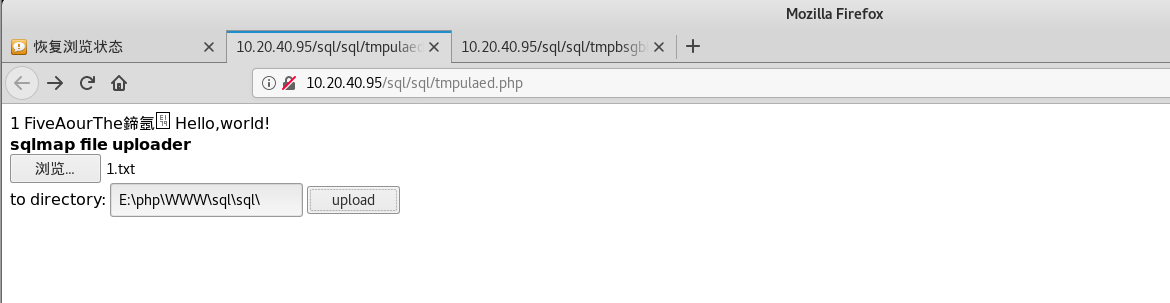 Mozilla Firefox
恢复浏览状态
10.20.40.95/sql/sql/tmpulaed
10.20.40.95/sql/sql/tmpbsgb
10.20.40.95/sql/sql/tmpulaed.php
1 FiveAourThe鍗氬 Hello,world!
sqlmap file uploader
浏览... 1.txt
to directory: E:\php\WWW\sql\sql\ upload